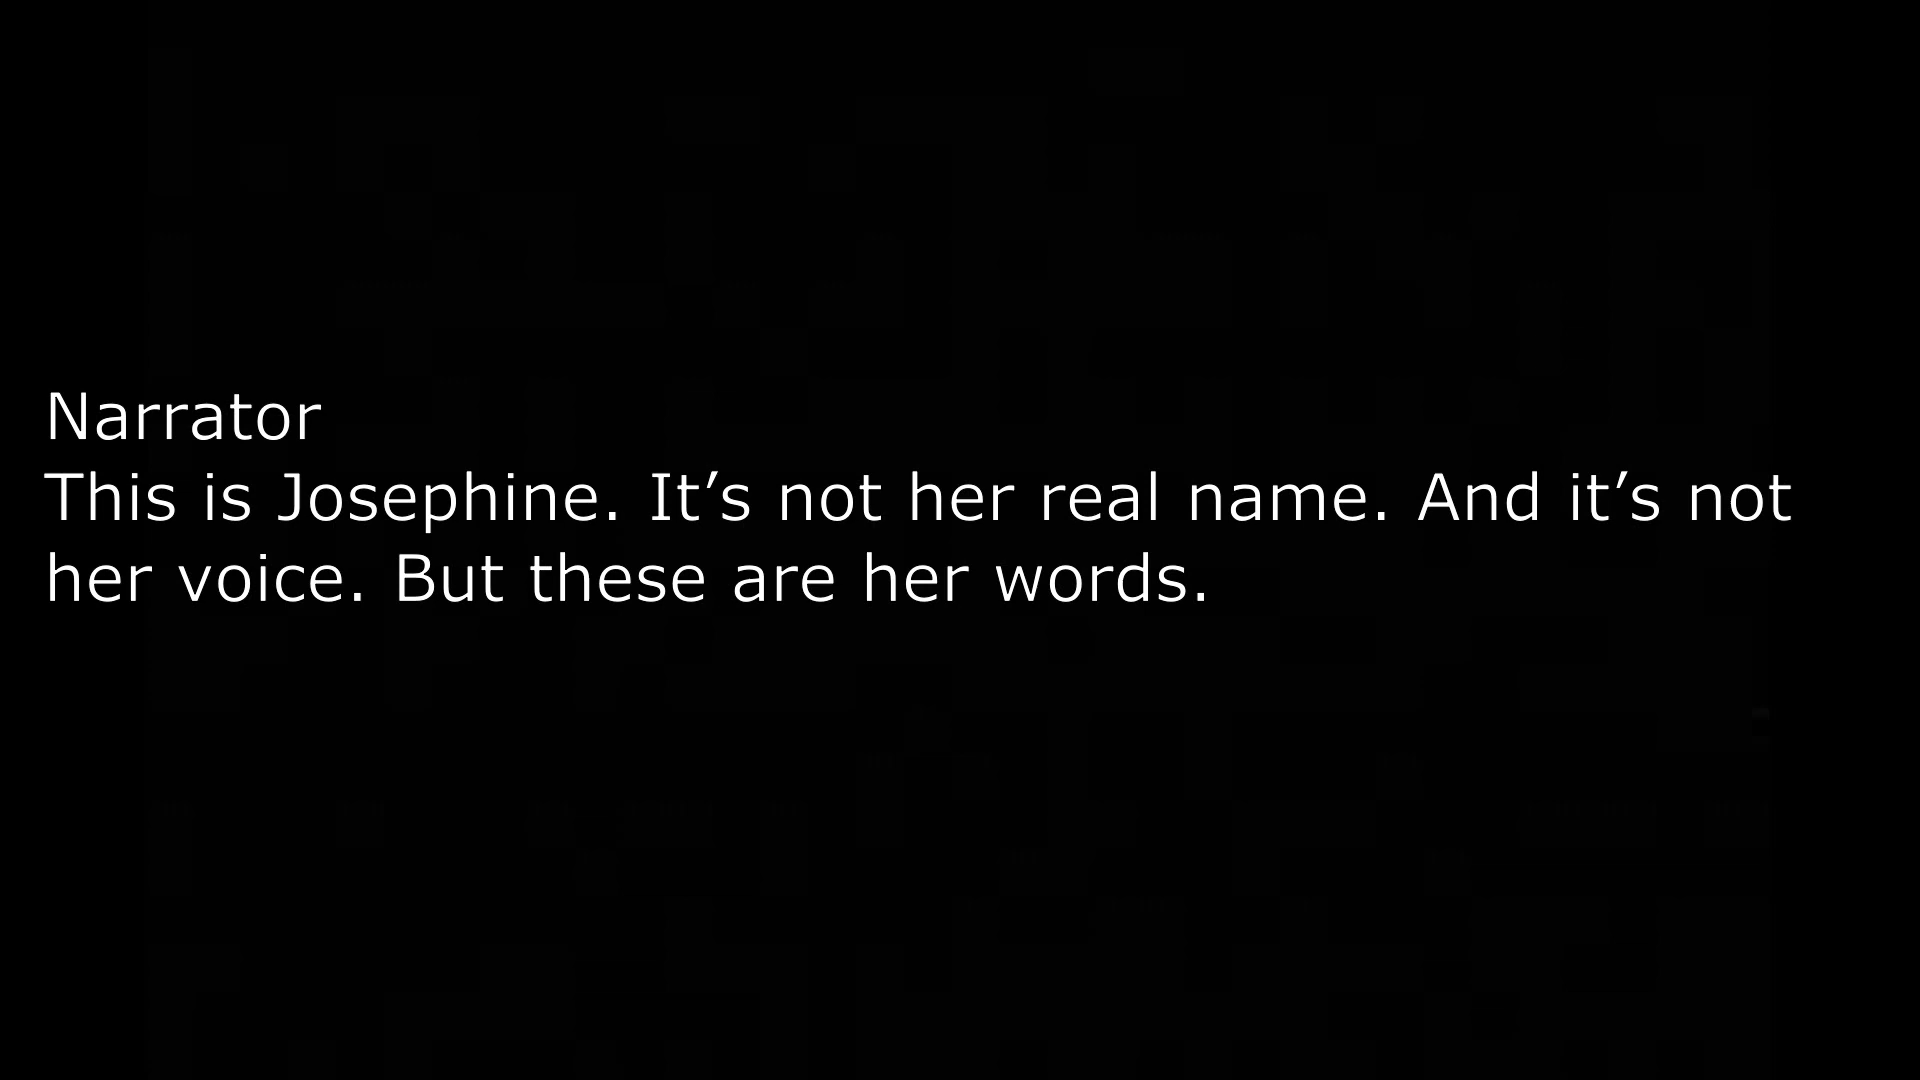 Narrator
This is Josephine. It’s not her real name. And it’s not
her voice. But these are her words.